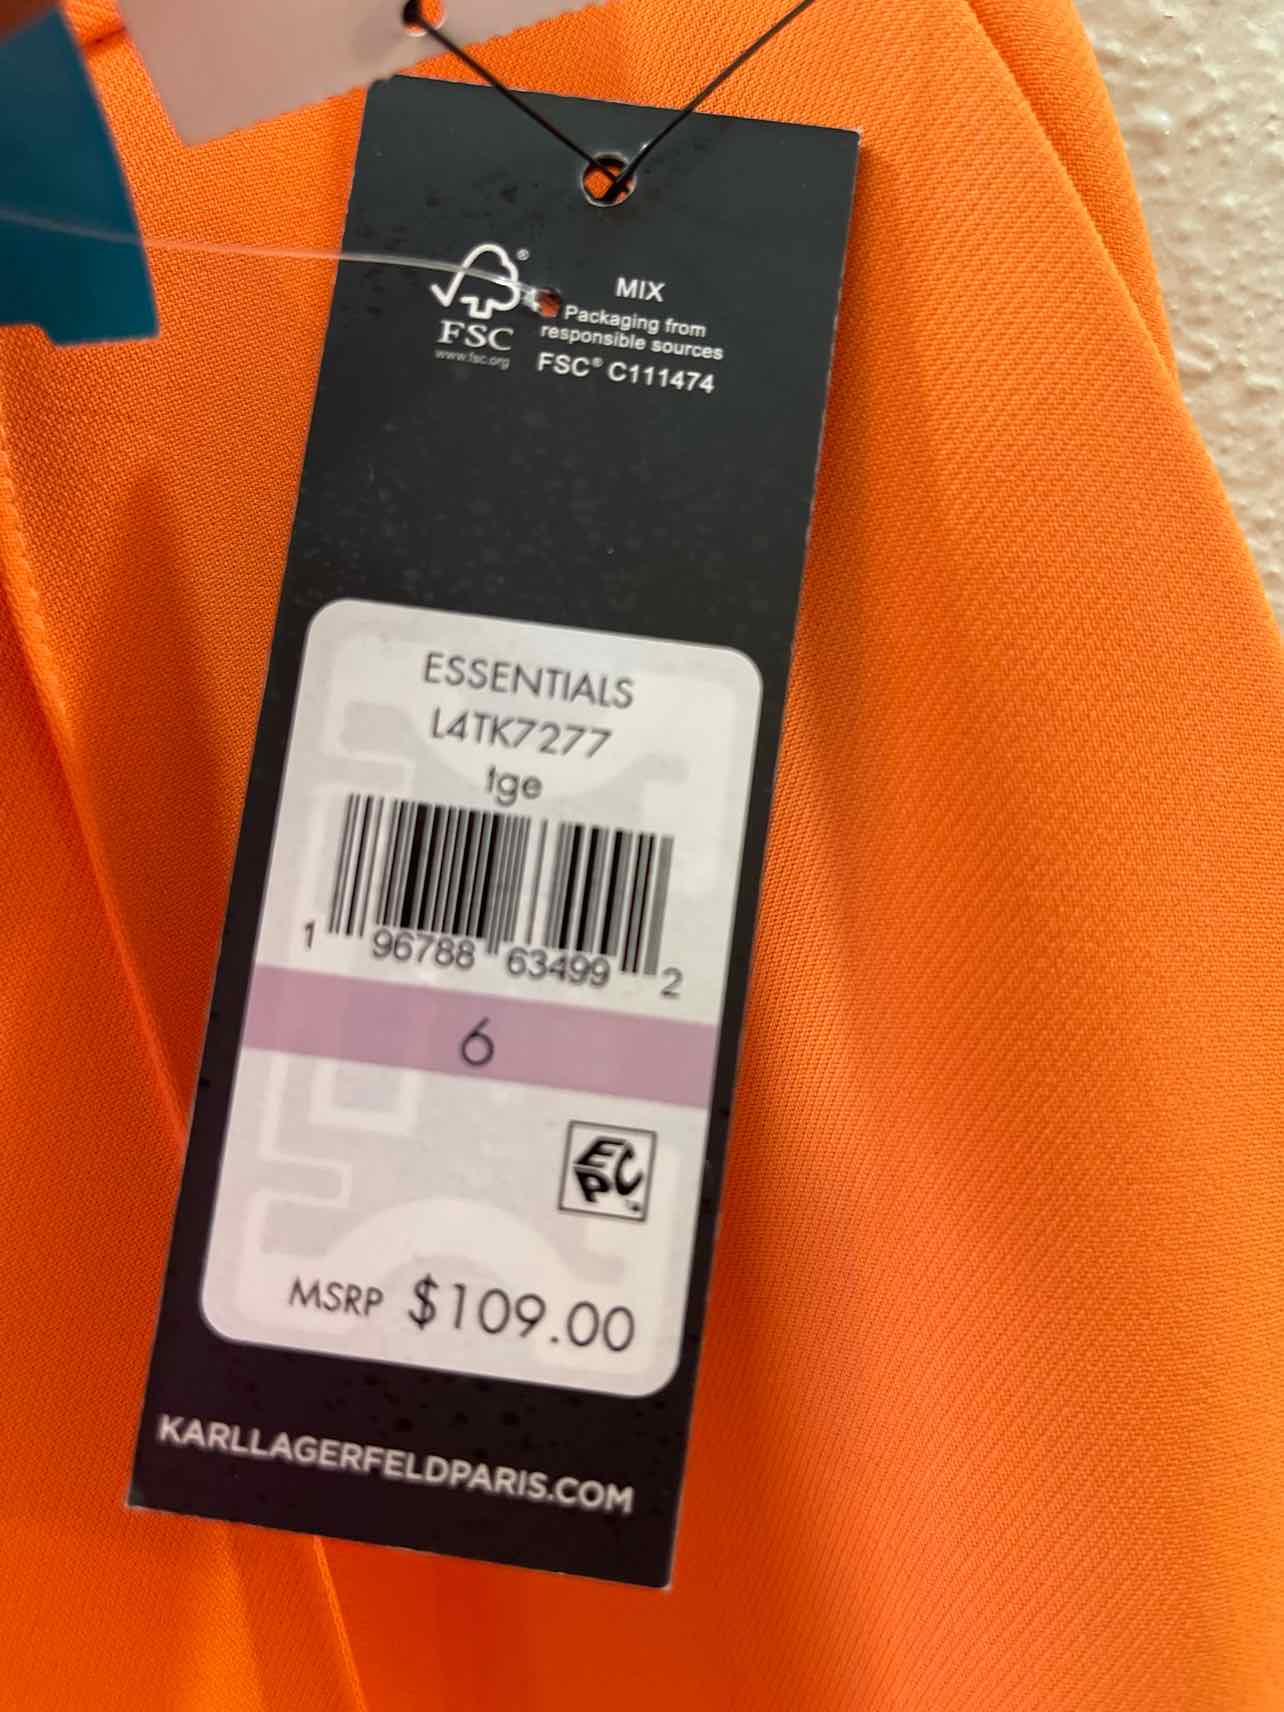 FSC
www.fsc.org
MIX
Packaging from
responsible sources
FSC® C111474
ESSENTIALS
L4TK7277
tge
1 96788 63499 2
6
EPC
MSRP $109.00
KARLLAGERFELDPARIS.COM